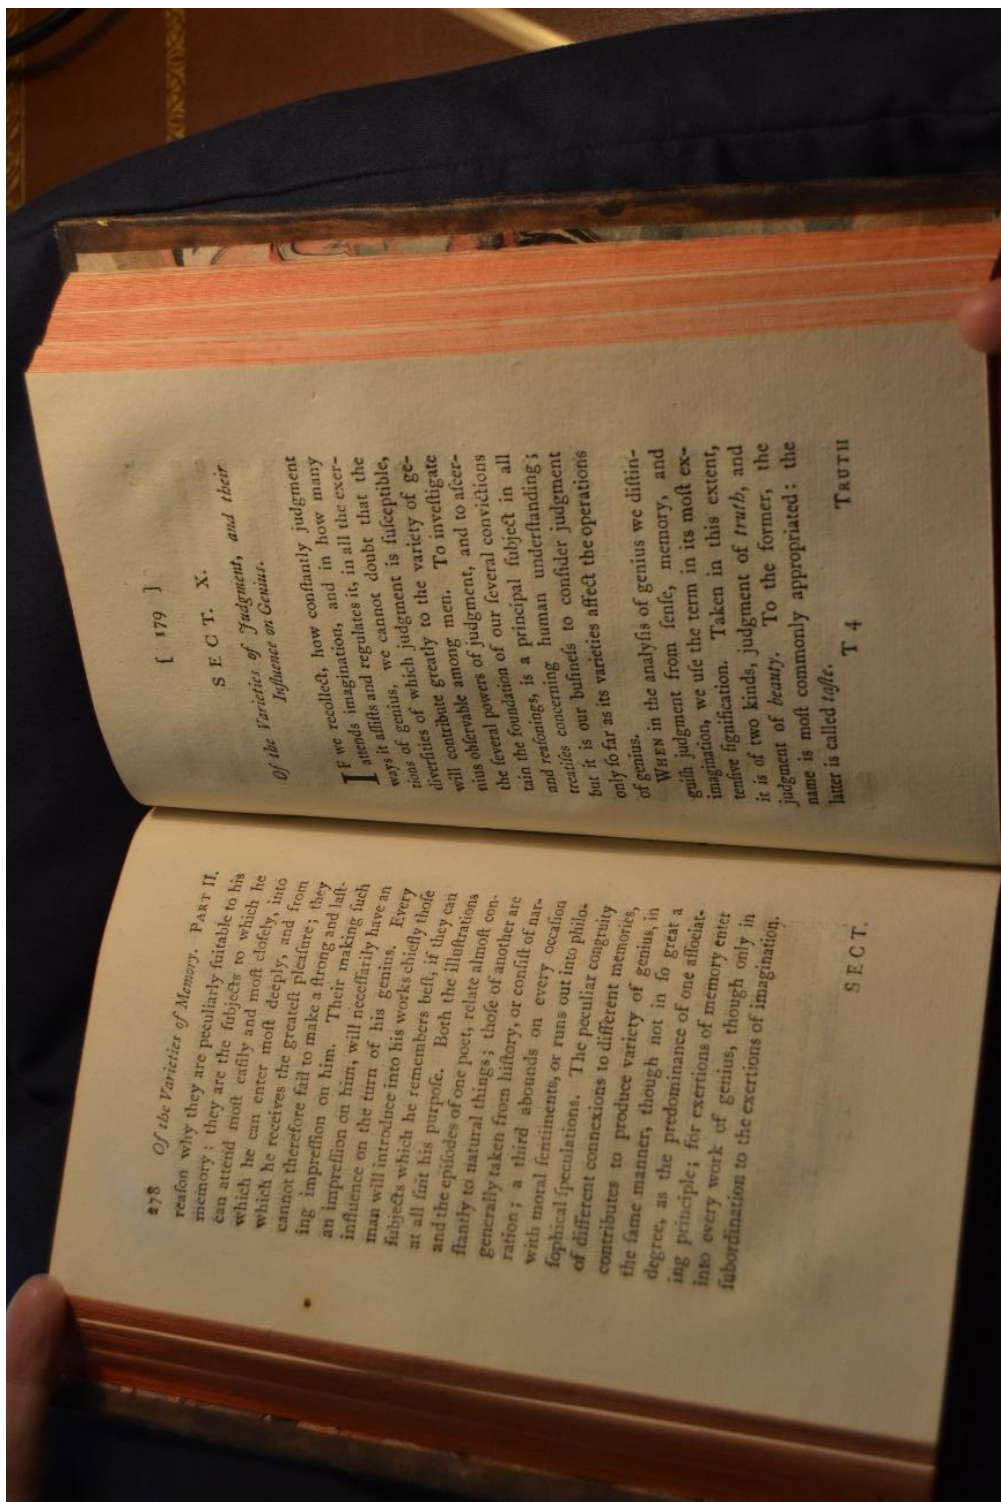 278 Of the Varieties of Memory. PART II.
reaſon why they are peculiarly ſuitable to his
memory: they are the ſubjects to which he
can attend moſt eaſily and moſt cloſely, into
which he can enter moſt deeply, and from
which he receives the greateſt pleaſure; they
cannot therefore fail to make a ſtrong and laſt-
ing impreſſion on him. Their making ſuch
an impreſſion on him, will neceſſarily have an
influence on the turn of his genius. Every
man will introduce into his works chiefly thoſe
ſubjects which he remembers beſt, if they can
at all ſuit his purpoſe. Both the illuſtrations
and the epiſodes of one poet, relate almoſt con-
ſtantly to natural things; thoſe of another are
generally taken from hiſtory, or conſiſt of nar-
ration; a third abounds on every occaſion
with moral ſentiments, or runs out into philo-
ſophical ſpeculations. The peculiar congruity
of different connexions to different memories,
contributes to produce variety of genius, in
the ſame manner, though not in ſo great a
degree, as the predominance of one aſſociat-
ing principle; for exertions of memory enter
into every work of genius, though only in
ſubordination to the exertions of imagination.
SECT.
[ 179 ]
SECT. X.
Of the Varieties of Judgment, and their
Influence on Genius.
IF we recollect, how conſtantly judgment
attends imagination, and in how many
ways it aſſiſts and regulates it, in all the exer-
tions of genius, we cannot doubt that the
diverſities of which judgment is ſuſceptible,
will contribute greatly to the variety of ge-
nius obſervable among men. To inveſtigate
the ſeveral powers of judgment, and to aſcer-
tain the foundation of our ſeveral convictions
and reaſonings, is a principal ſubject in all
treatiſes concerning human underſtanding;
but it is our buſineſs to conſider judgment
only ſo far as its varieties affect the operations
of genius.
WHEN in the analyſis of genius we diſtin-
guiſh judgment from ſenſe, memory, and
imagination, we uſe the term in its moſt ex-
tenſive ſignification. Taken in this extent,
it is of two kinds, judgment of truth, and
judgment of beauty. To the former, the
name is moſt commonly appropriated: the
latter is called taſte.
T 4 TRUTH